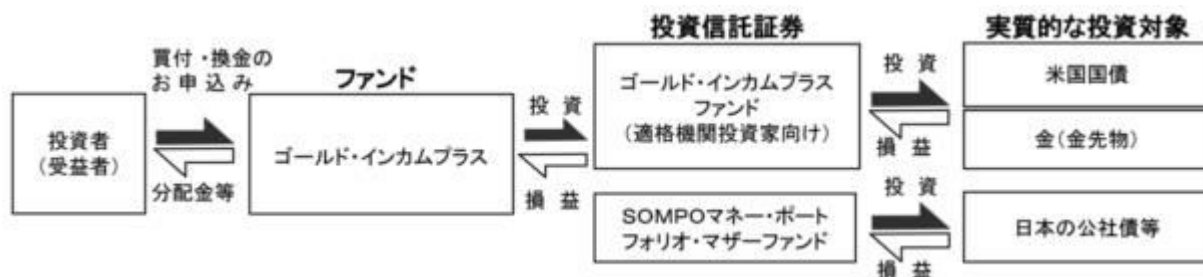 投資信託証券
実質的な投資対象
買付・換金の
お申込み
ファンド
投資者
(受益者)
分配金等
ゴールド・インカムプラス
投 資
損 益
ゴールド・インカムプラス
ファンド
(適格機関投資家向け)
投 資
損 益
米国国債
金(金先物)
SOMPOマネー・ポート
フォリオ・マザーファンド
投 資
損 益
日本の公社債等